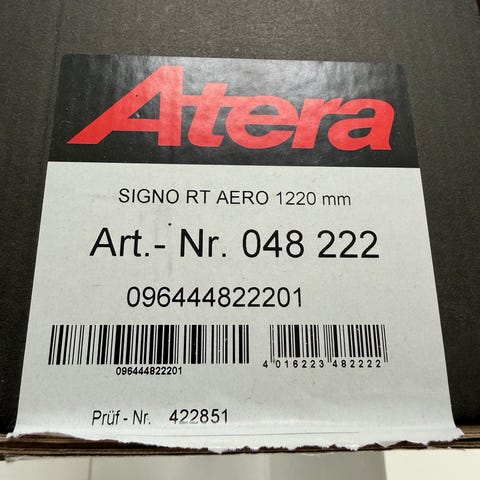 Atera
SIGNO RT AERO 1220 mm
Art.- Nr. 048 222
096444822201
096444822201
4 016223 482222
Prüf - Nr. 422851